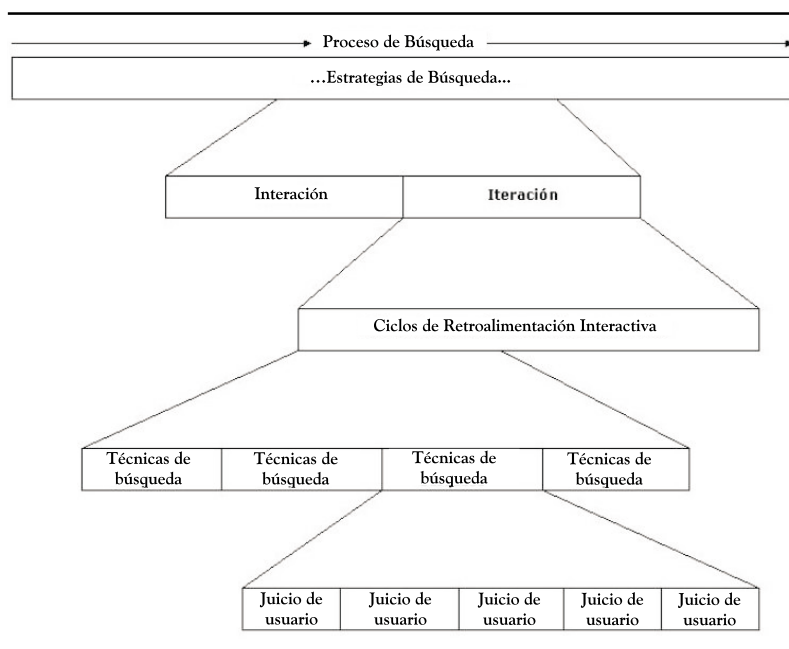 Proceso de Búsqueda
…Estrategias de Búsqueda...
Interación
Iteración
Ciclos de Retroalimentación Interactiva
Técnicas de
búsqueda
Técnicas de
búsqueda
Técnicas de
búsqueda
Técnicas de
búsqueda
Juicio de
usuario
Juicio de
usuario
Juicio de
usuario
Juicio de
usuario
Juicio de
usuario